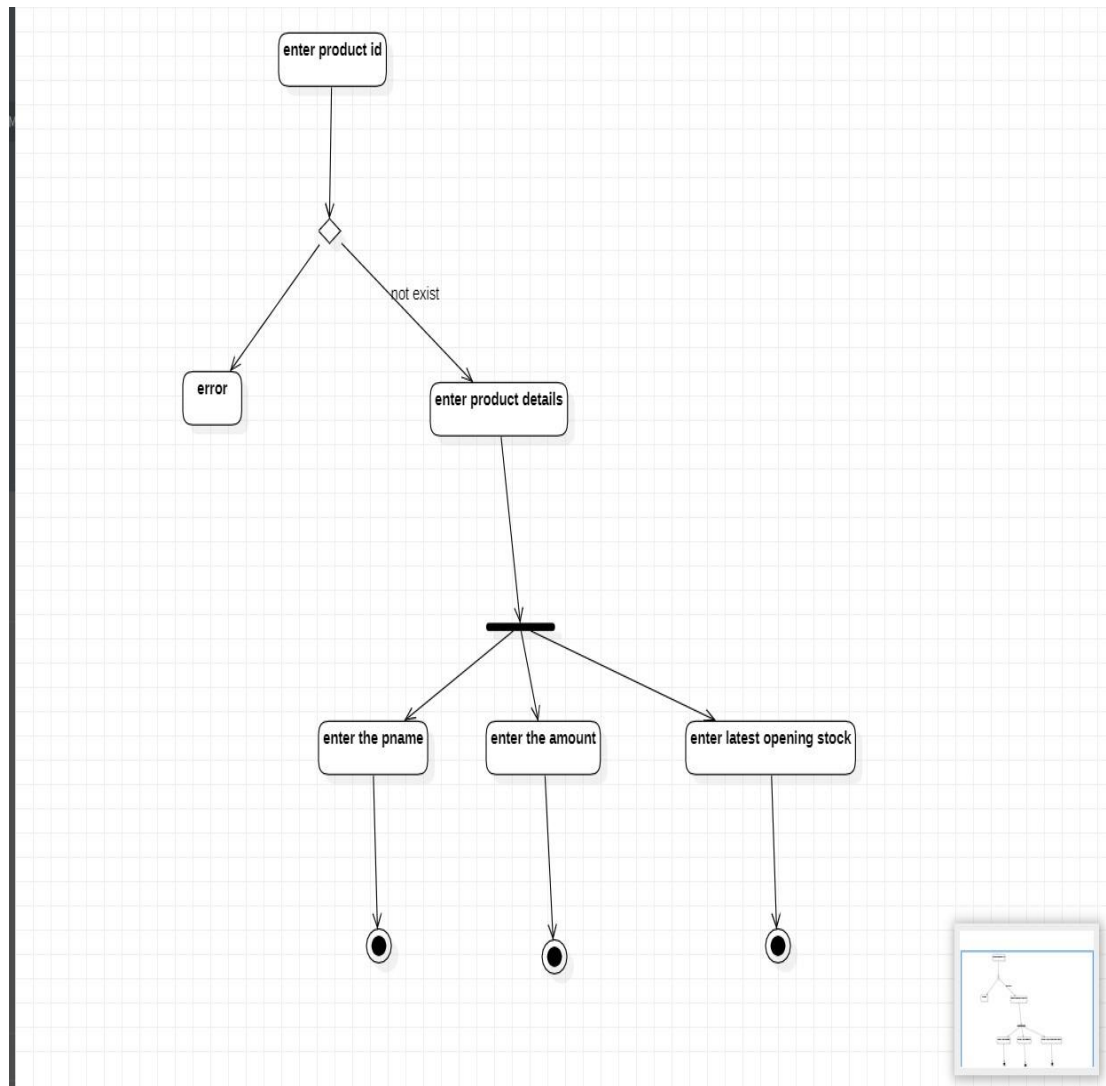 enter product id
not exist
error
enter product details
enter the pname
enter the amount
enter latest opening stock